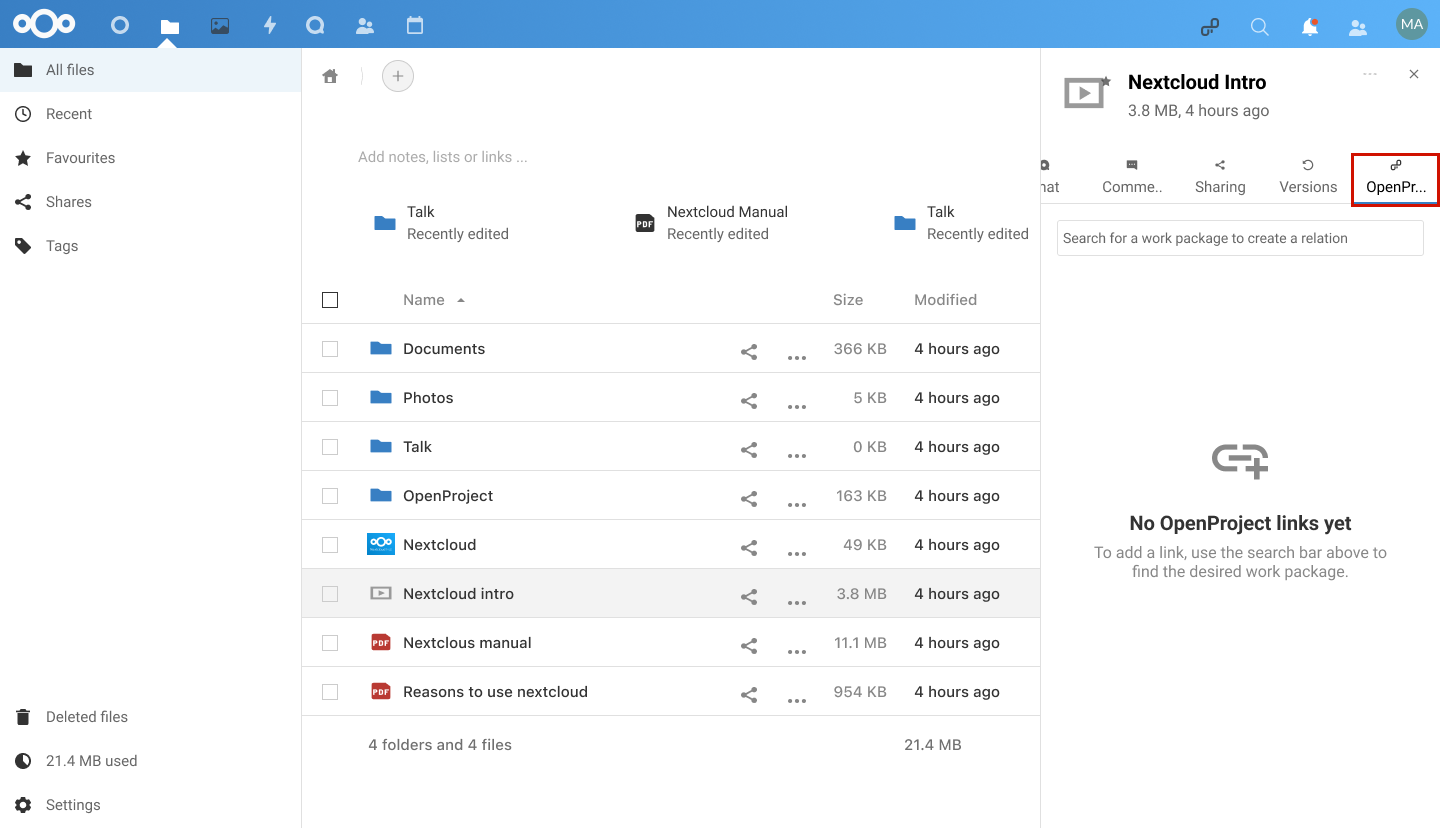 MA
All files
Recent
Favourites
Shares
Tags
Deleted files
21.4 MB used
Settings
Add notes, lists or links ...
Talk
Recently edited
PDF
Nextcloud Manual
Recently edited
Talk
Recently edited
Name Size Modified
Documents 366 KB 4 hours ago
Photos 5 KB 4 hours ago
Talk 0 KB 4 hours ago
OpenProject 163 KB 4 hours ago
Nextcloud 49 KB 4 hours ago
Nextcloud intro 3.8 MB 4 hours ago
PDF Nextclous manual 11.1 MB 4 hours ago
PDF Reasons to use nextcloud 954 KB 4 hours ago
4 folders and 4 files 21.4 MB
Nextcloud Intro
3.8 MB, 4 hours ago
hat Comme.. Sharing Versions OpenPr...
Search for a work package to create a relation
No OpenProject links yet
To add a link, use the search bar above to
find the desired work package.